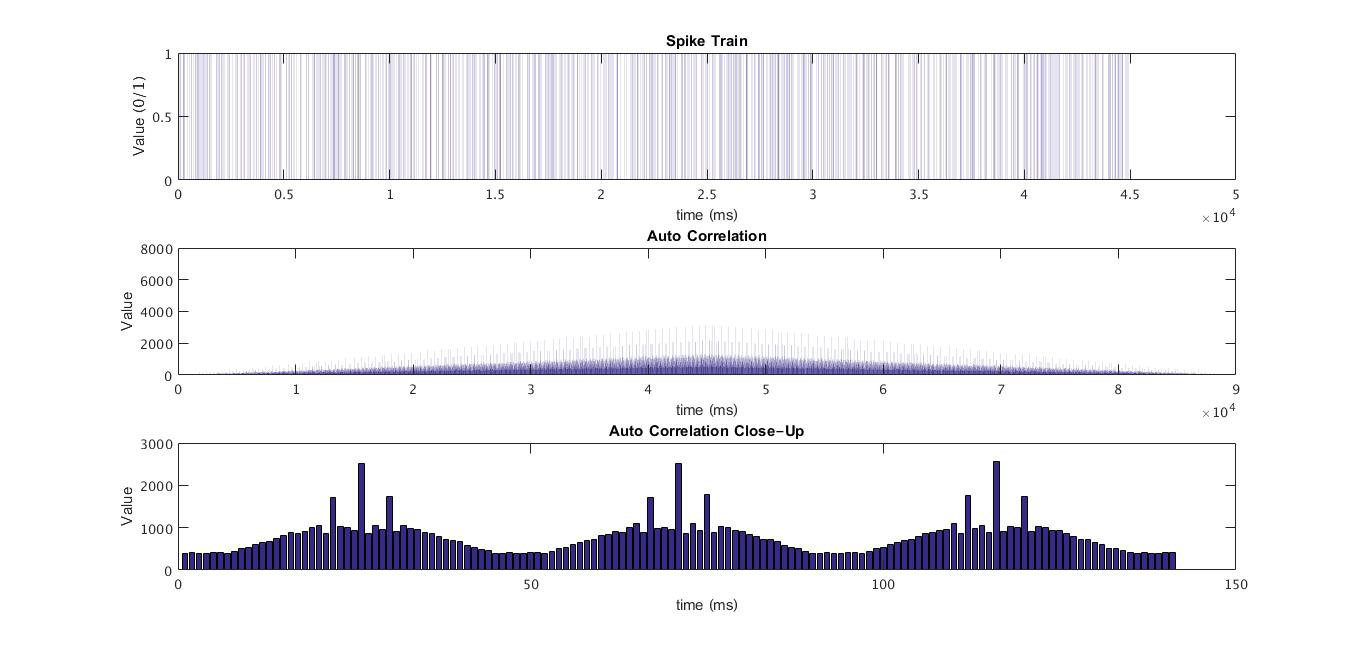 Spike Train
Value (0/1)
1
0.5
0
0 0.5 1 1.5 2 2.5 3 3.5 4 4.5 5
time (ms)
×10^4
Auto Correlation
Value
8000
6000
4000
2000
0
0 1 2 3 4 5 6 7 8 9
time (ms)
×10^4
Auto Correlation Close-Up
Value
3000
2000
1000
0
0 50 100 150
time (ms)